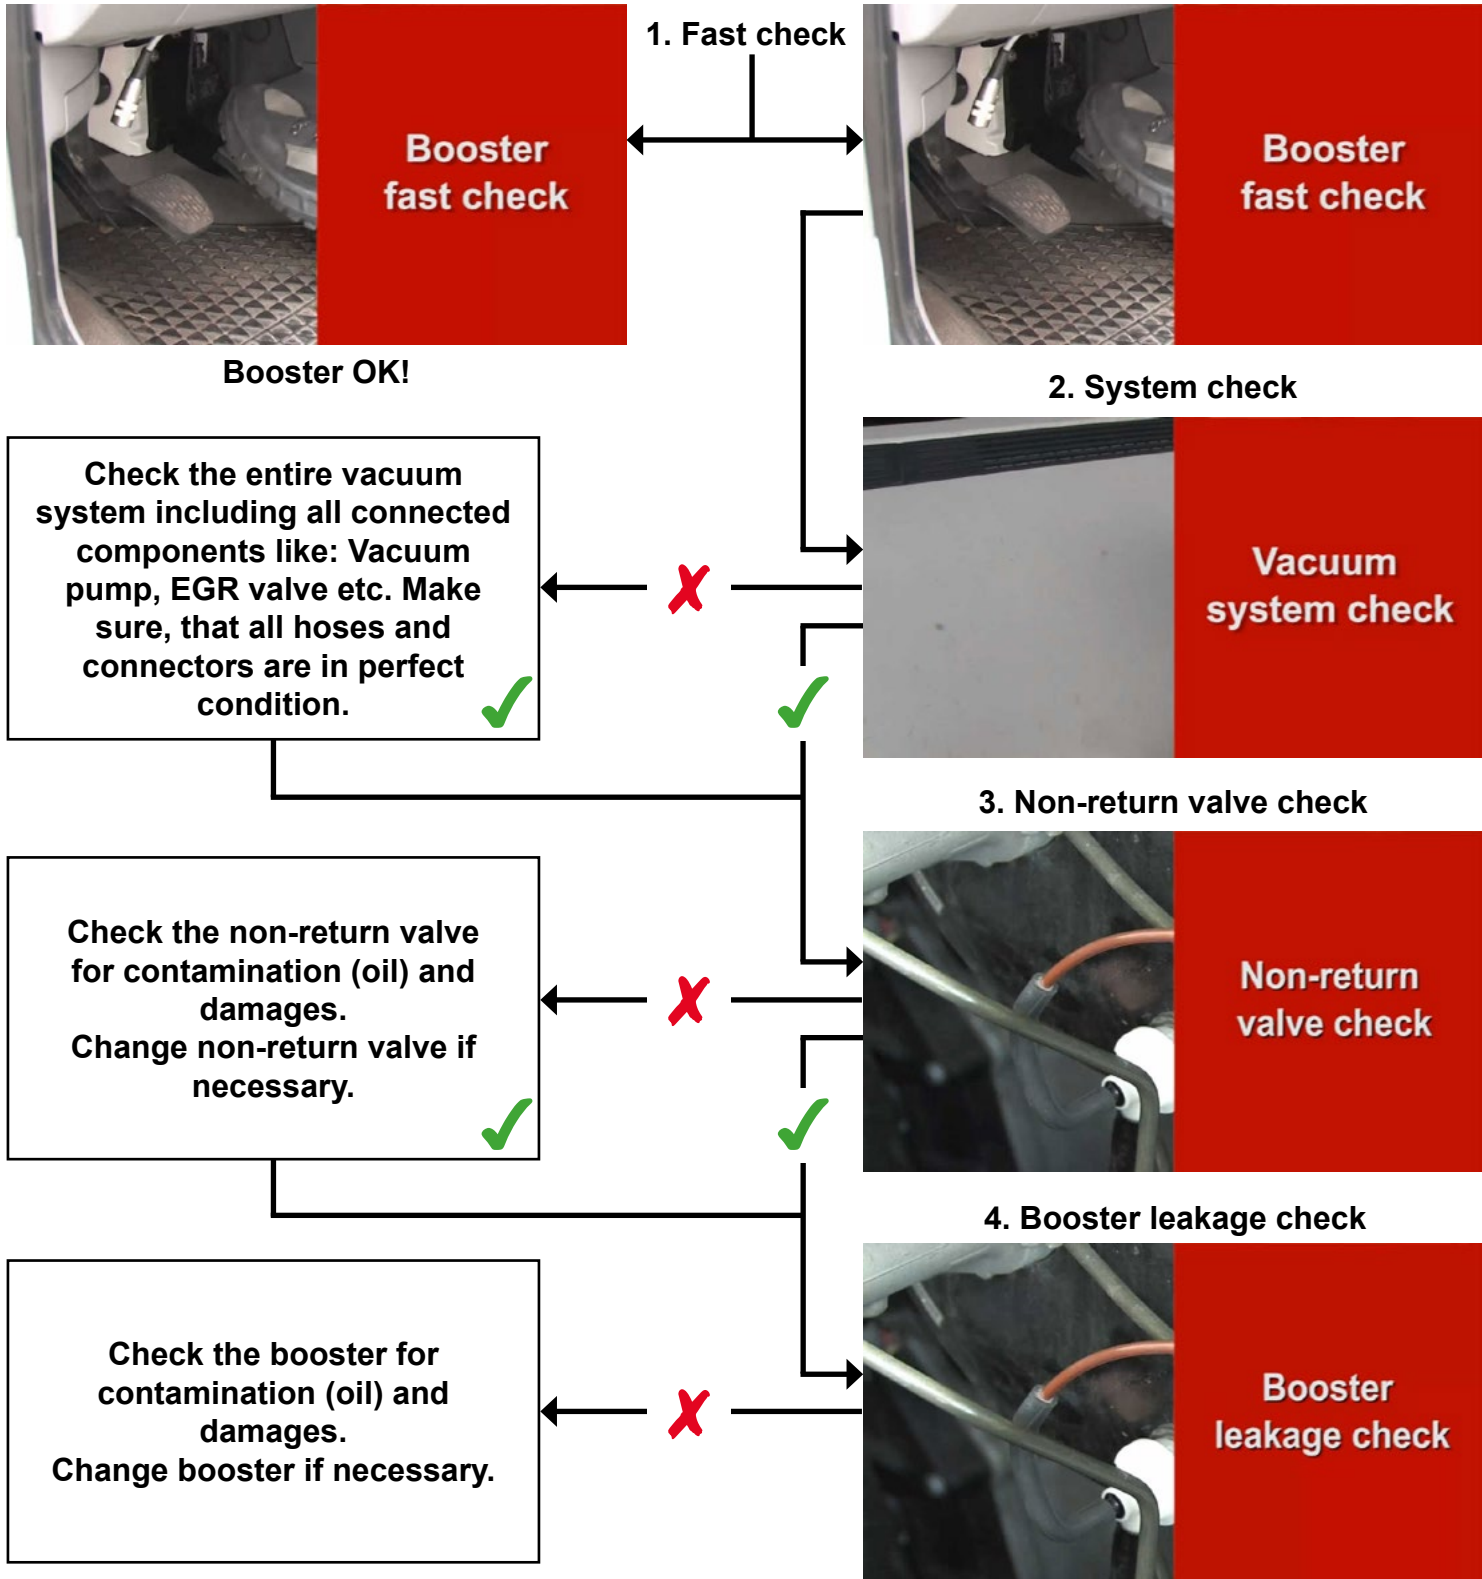 1. Fast check
Booster
fast check
Booster
fast check
Booster OK!
2. System check
Check the entire vacuum
system including all connected
components like: Vacuum
pump, EGR valve etc. Make
sure, that all hoses and
connectors are in perfect
condition.
Vacuum
system check
3. Non-return valve check
Check the non-return valve
for contamination (oil) and
damages.
Change non-return valve if
necessary.
Non-return
valve check
4. Booster leakage check
Check the booster for
contamination (oil) and
damages.
Change booster if necessary.
Booster
leakage check